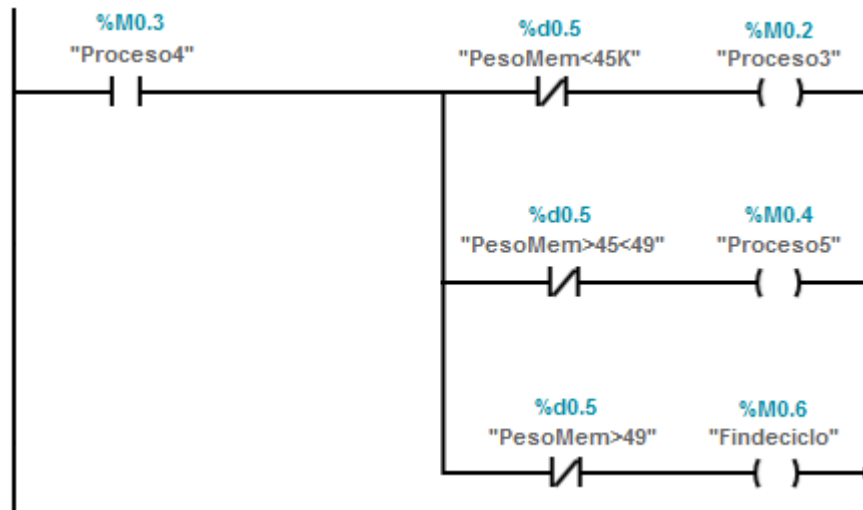 %M0.3
"Proceso4"
%d0.5
"PesoMem<45K"
%M0.2
"Proceso3"
%d0.5
"PesoMem>45<49"
%M0.4
"Proceso5"
%d0.5
"PesoMem>49"
%M0.6
"Findeciclo"